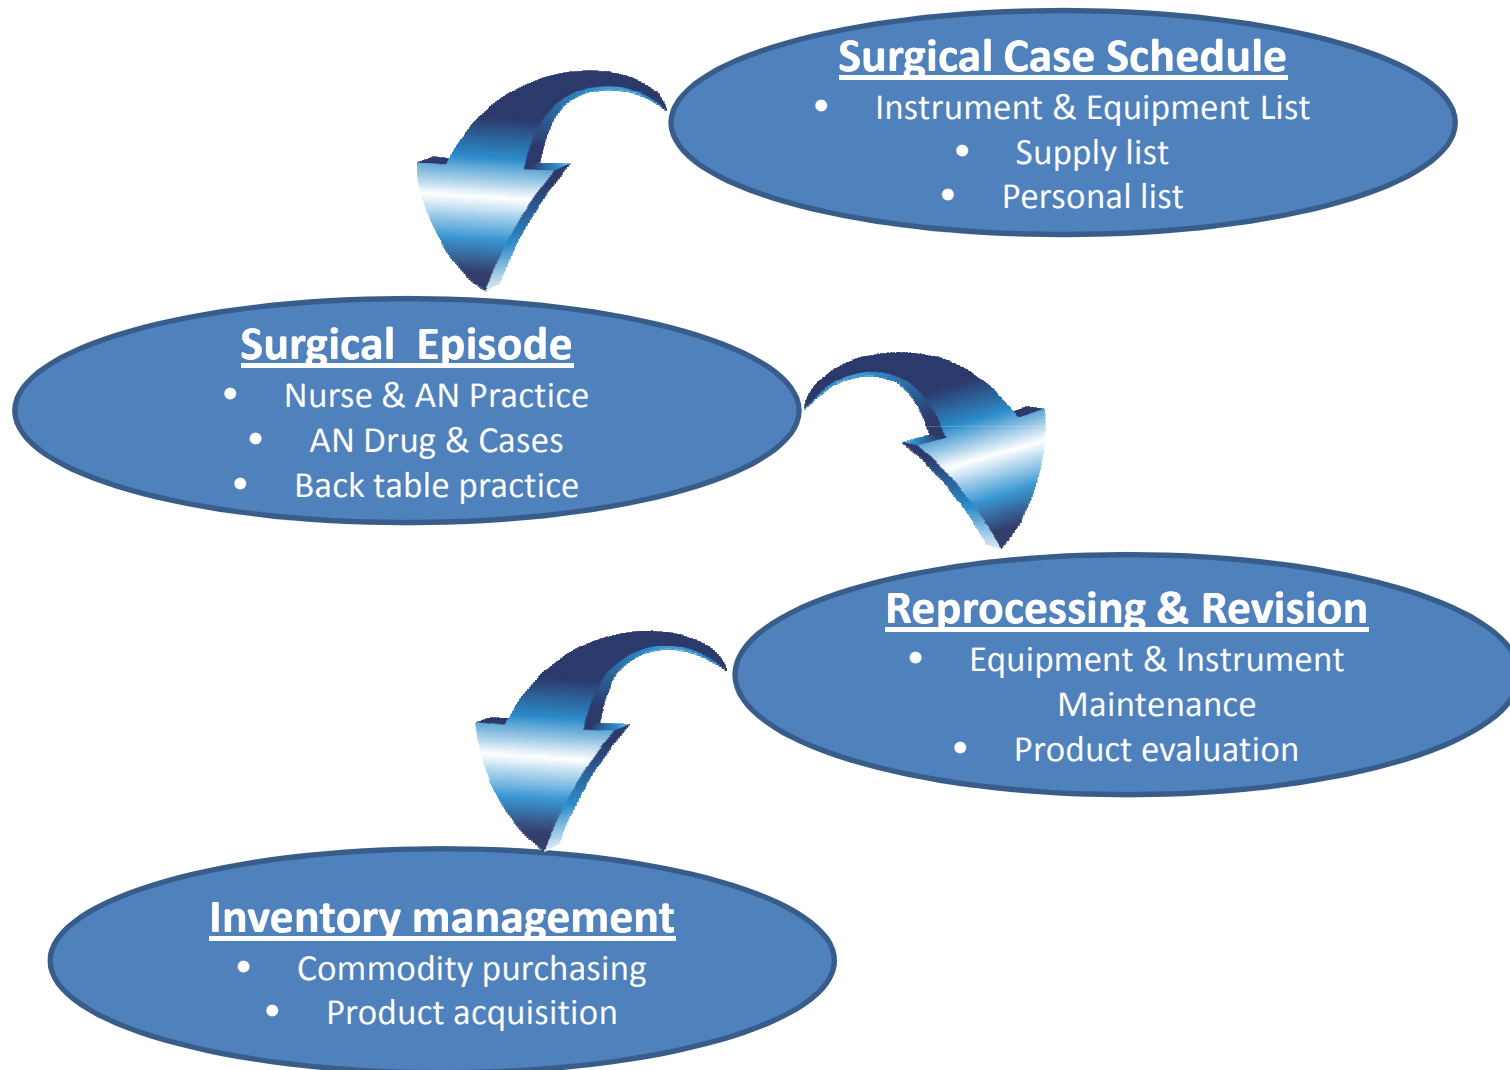 Surgical Case Schedule
• Instrument & Equipment List
• Supply list
• Personal list
Surgical Episode
• Nurse & AN Practice
• AN Drug & Cases
• Back table practice
Reprocessing & Revision
• Equipment & Instrument
Maintenance
• Product evaluation
Inventory management
• Commodity purchasing
• Product acquisition